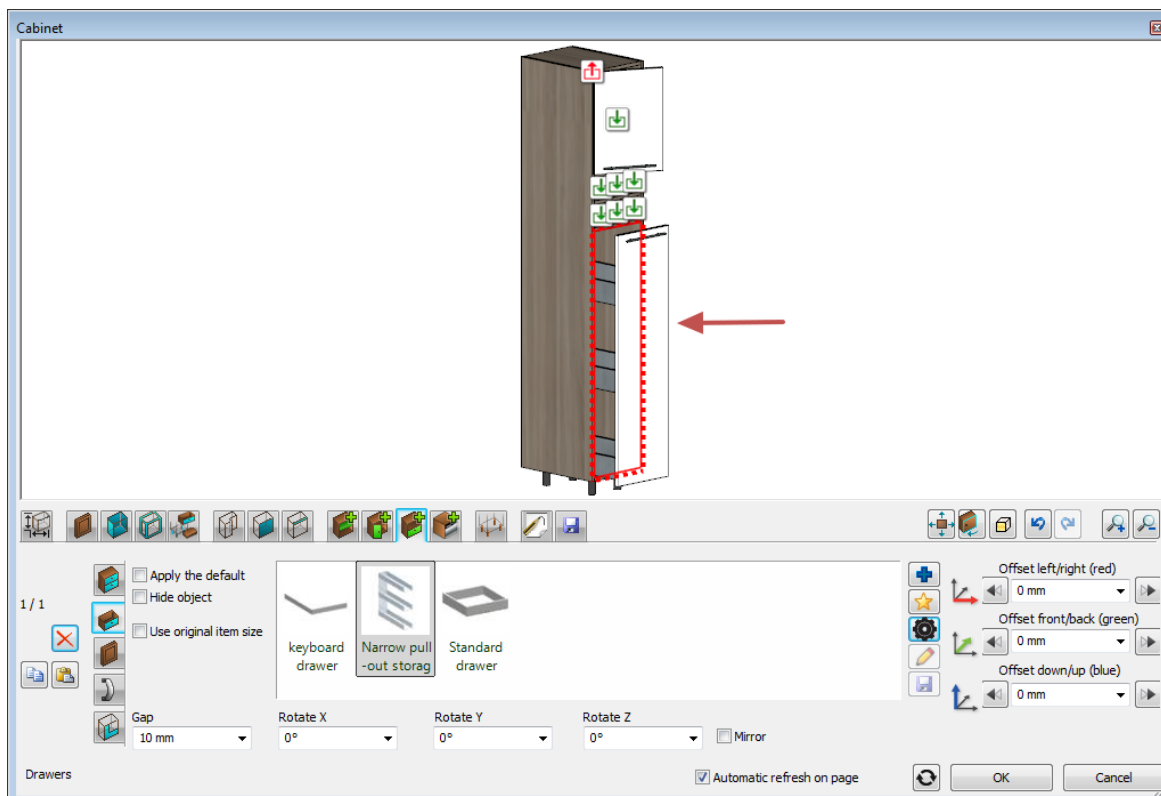 Cabinet
1 / 1
Apply the default
Hide object
Use original item size
keyboard
drawer
Narrow pull
-out storag
Standard
drawer
Offset left/right (red)
0 mm
Offset front/back (green)
0 mm
Offset down/up (blue)
0 mm
Gap
10 mm
Rotate X
0°
Rotate Y
0°
Rotate Z
0°
Mirror
Drawers
Automatic refresh on page
OK
Cancel